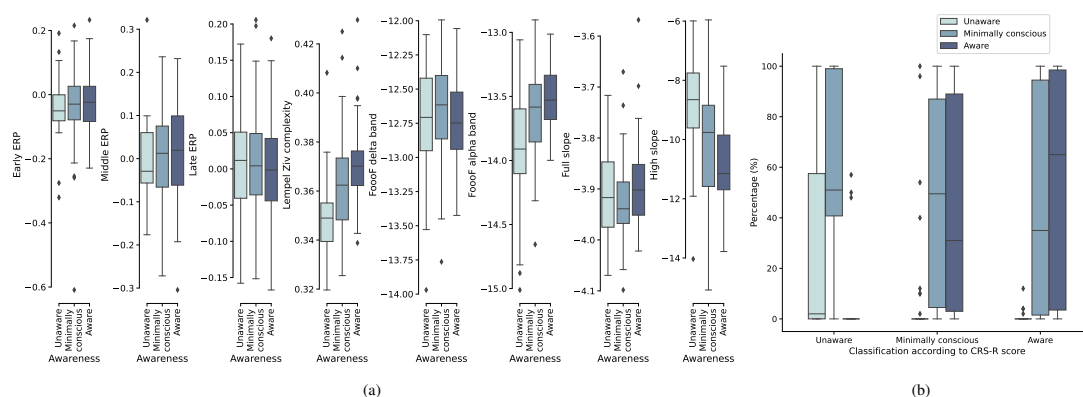 Early ERP
0.2
0.0
−0.2
−0.4
−0.6
Unaware
Minimally
conscious
Aware
Awareness
Middle ERP
0.3
0.2
0.1
0.0
−0.1
−0.2
−0.3
Unaware
Minimally
conscious
Aware
Awareness
Late ERP
0.20
0.15
0.10
0.05
0.00
−0.05
−0.10
−0.15
Unaware
Minimally
conscious
Aware
Awareness
Lempel Ziv complexity
0.42
0.40
0.38
0.36
0.34
0.32
Unaware
Minimally
conscious
Aware
Awareness
FoooF delta band
−12.00
−12.25
−12.50
−12.75
−13.00
−13.25
−13.50
−13.75
−14.00
Unaware
Minimally
conscious
Aware
Awareness
FoooF alpha band
−13.0
−13.5
−14.0
−14.5
−15.0
Unaware
Minimally
conscious
Aware
Awareness
Full slope
−3.6
−3.7
−3.8
−3.9
−4.0
−4.1
Unaware
Minimally
conscious
Aware
Awareness
High slope
−6
−8
−10
−12
−14
Unaware
Minimally
conscious
Aware
Awareness
(a)
Unaware
Minimally conscious
Aware
Percentage (%)
100
80
60
40
20
0
Unaware
Minimally conscious
Aware
Classification according to CRS-R score
(b)